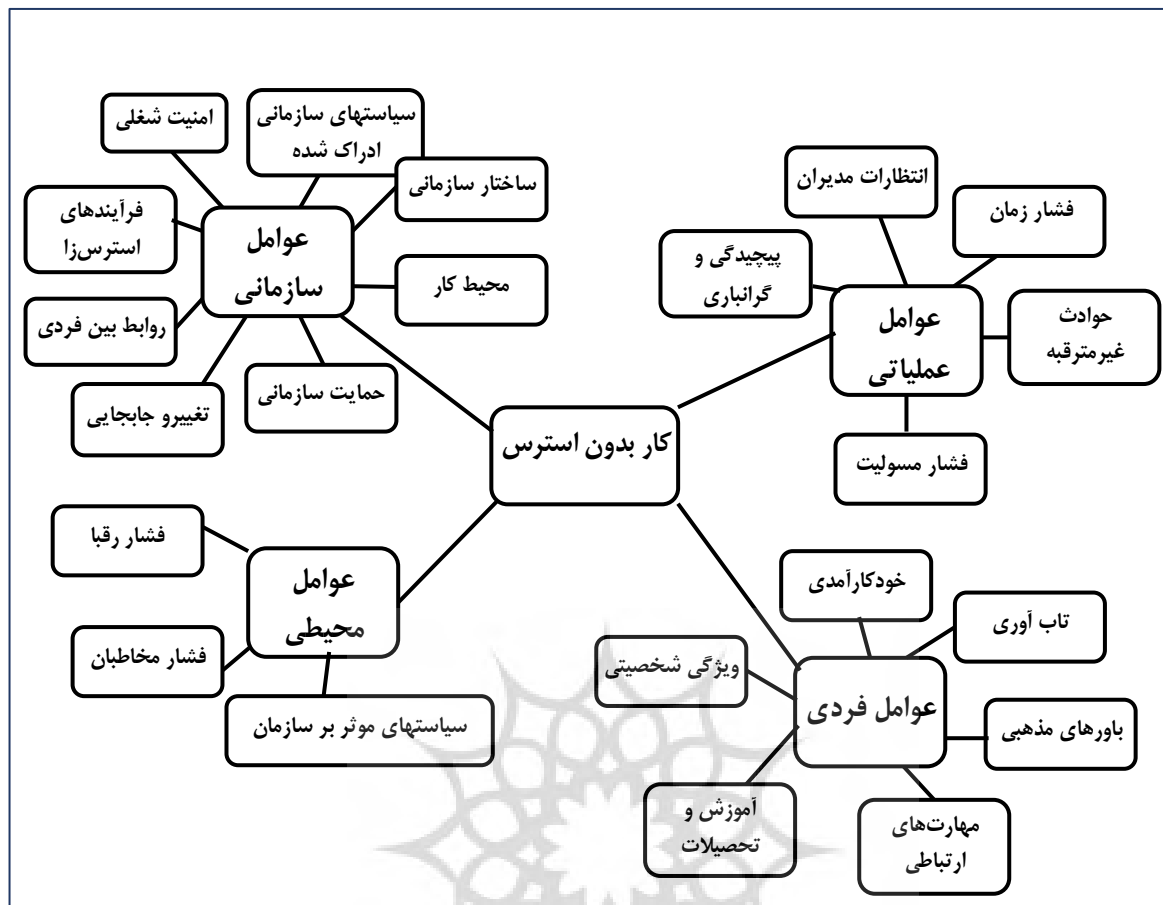 سیاستهای سازمانی
ادراک شده
امنیت شغلی
ساختار سازمانی
فرآیندهای
استرس‌زا
عوامل
سازمانی
محیط کار
روابط بین فردی
حمایت سازمانی
تغییرو جابجایی
انتظارات مدیران
فشار زمان
پیچیدگی و
گرانباری
عوامل
عملیاتی
حوادث
غیرمترقبه
فشار مسولیت
کار بدون استرس
فشار رقبا
عوامل
محیطی
فشار مخاطبان
سیاستهای موثر بر سازمان
خودکارآمدی
تاب آوری
ویژگی شخصیتی
عوامل فردی
باورهای مذهبی
آموزش و
تحصیلات
مهارت‌های
ارتباطی